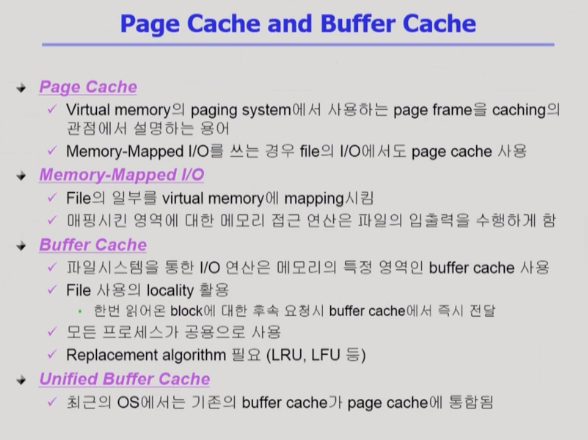 Page Cache and Buffer Cache
Page Cache
Virtual memory의 paging system에서 사용하는 page frame을 caching의
관점에서 설명하는 용어
Memory-Mapped I/O를 쓰는 경우 file의 I/O에서도 page cache 사용
Memory-Mapped I/O
File의 일부를 virtual memory에 mapping시킴
매핑시킨 영역에 대한 메모리 접근 연산은 파일의 입출력을 수행하게 함
Buffer Cache
파일시스템을 통한 I/O 연산은 메모리의 특정 영역인 buffer cache 사용
File 사용의 locality 활용
한번 읽어온 block에 대한 후속 요청시 buffer cache에서 즉시 전달
모든 프로세스가 공용으로 사용
Replacement algorithm 필요 (LRU, LFU 등)
Unified Buffer Cache
최근의 OS에서는 기존의 buffer cache가 page cache에 통합됨